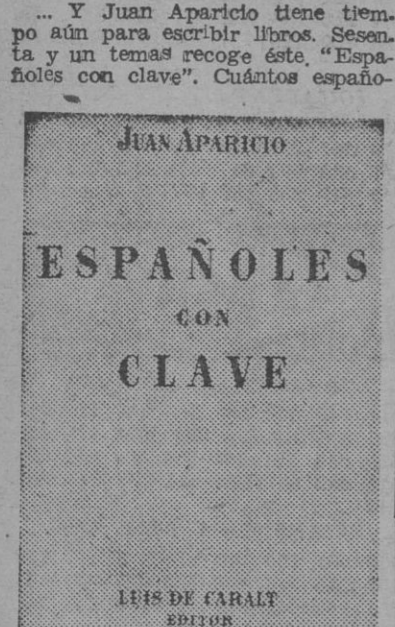 ... Y Juan Aparicio tiene tiem-
po aún para escribir libros. Sesen-
ta y un temas recoge éste. "Espa-
ñoles con clave". Cuántos españo-
JUAN APARICIO
ESPAÑOLES
CON
CLAVE
LUIS DE CARALT
EDITOR